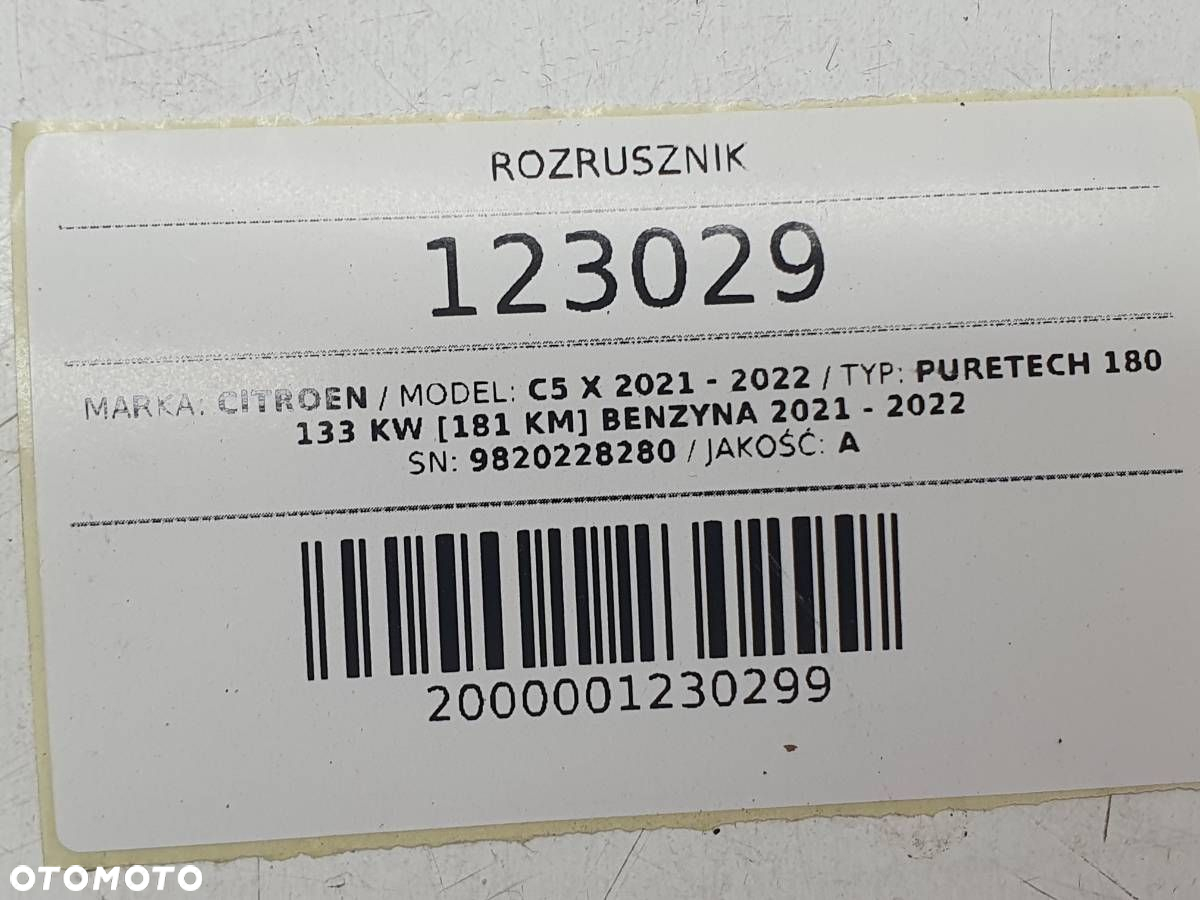 ROZRUSZNIK
123029
MARKA: CITROEN / MODEL: C5 X 2021 - 2022 / TYP: PURETECH 180
133 KW [181 KM] BENZYNA 2021 - 2022
SN: 9820228280 / JAKOŚĆ: A
2000001230299
OTOMOTO